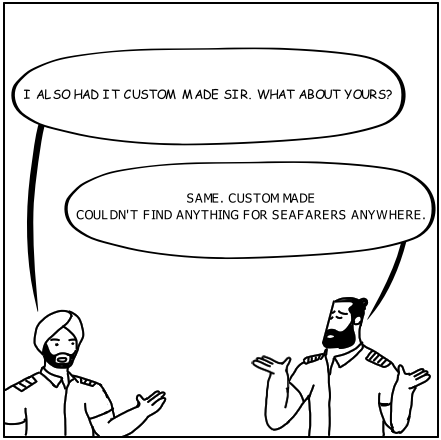 I ALSO HAD IT CUSTOM MADE SIR. WHAT ABOUT YOURS?
SAME. CUSTOM MADE
COULDN'T FIND ANYTHING FOR SEAFARERS ANYWHERE.